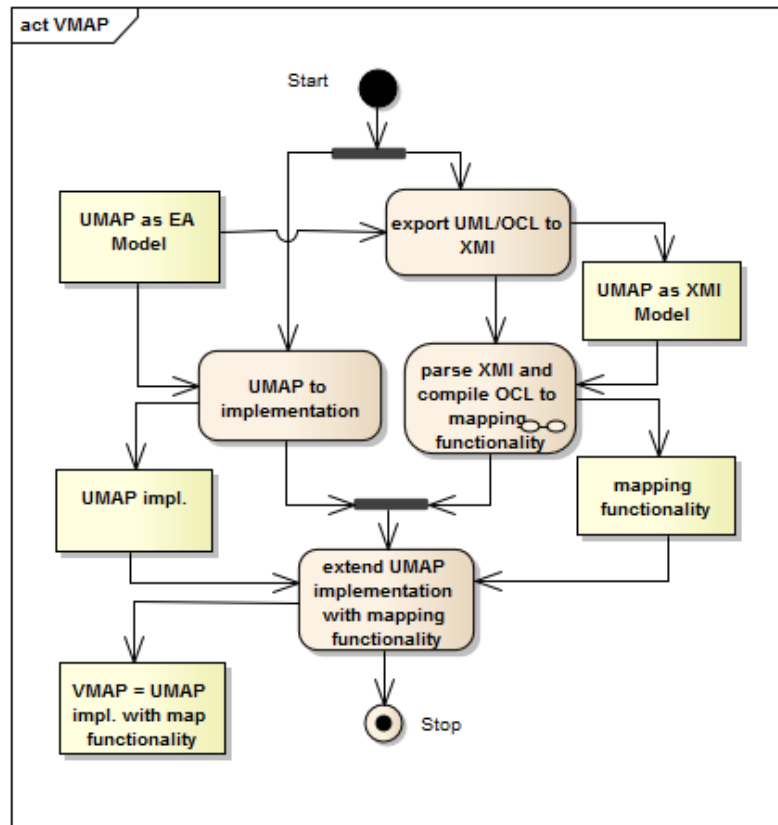 act VMAP
Start
UMAP as EA
Model
export UML/OCL to
XMI
UMAP as XMI
Model
UMAP to
implementation
parse XMI and
compile OCL to
mapping
functionality
UMAP impl.
mapping
functionality
extend UMAP
implementation
with mapping
functionality
VMAP = UMAP
impl. with map
functionality
Stop